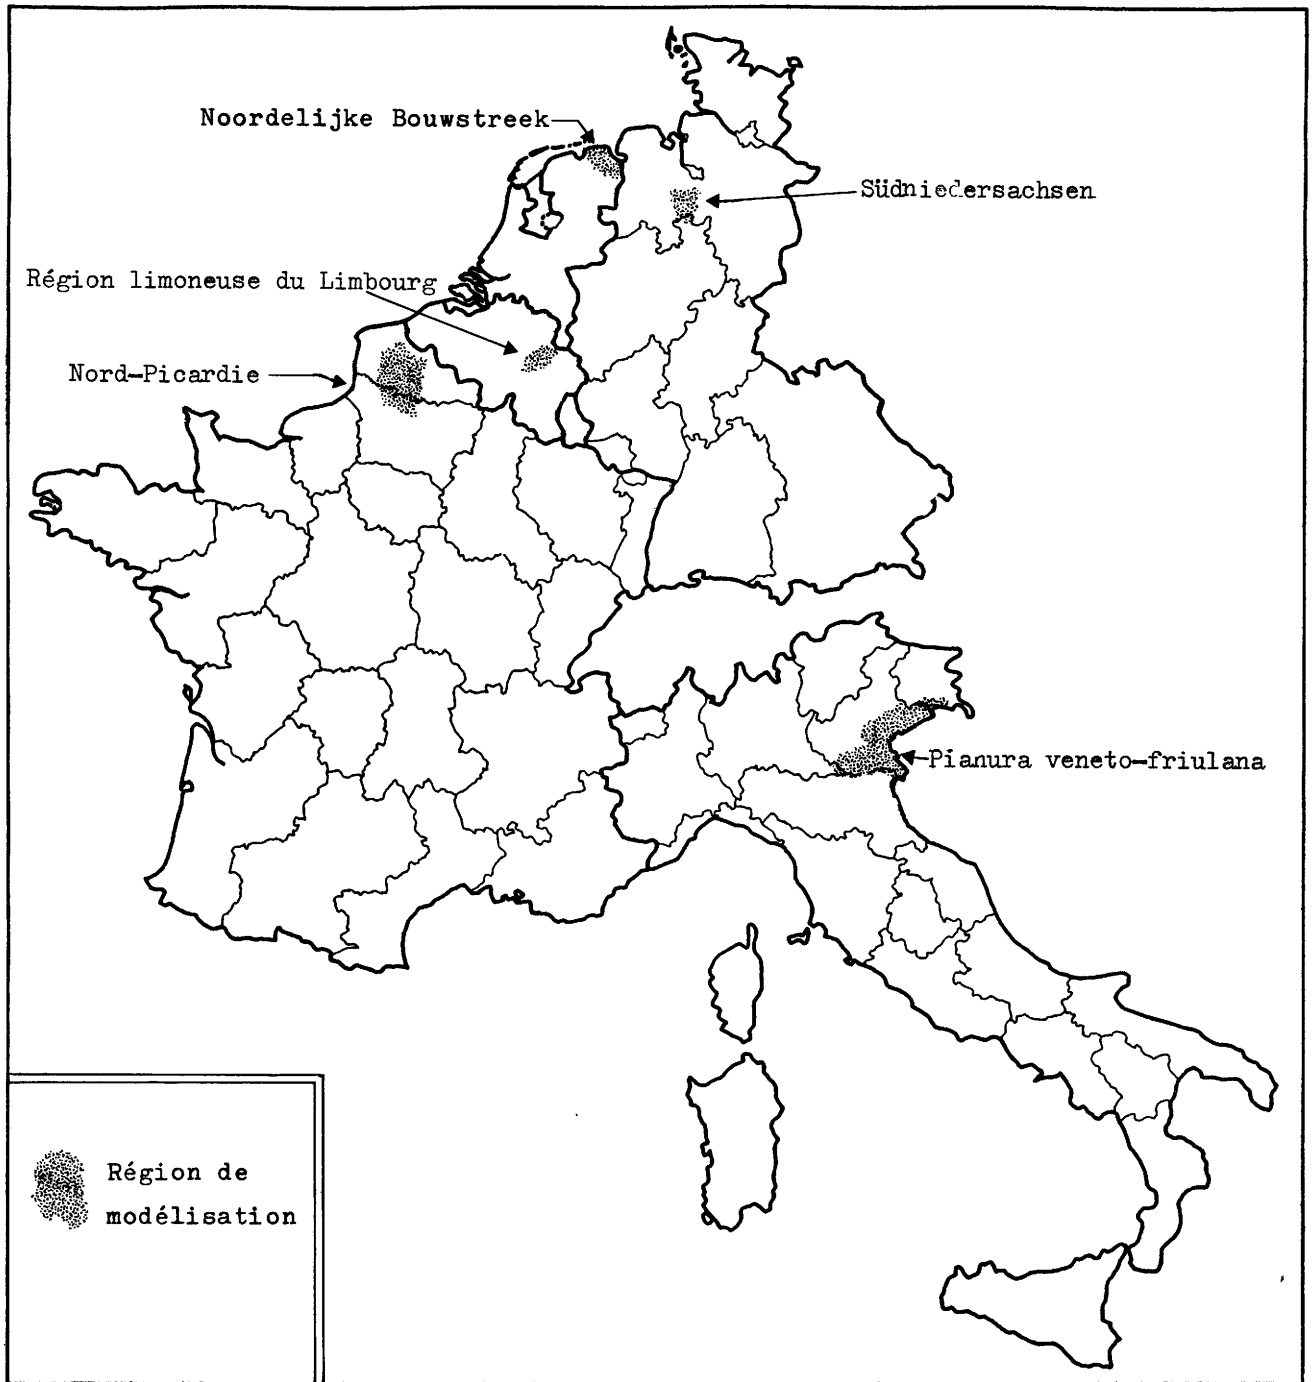 Noordelijke Bouwstreek
Südniedersachsen
Région limoneuse du Limbourg
Nord-Picardie
Pianura veneto-friulana
Région de
modélisation